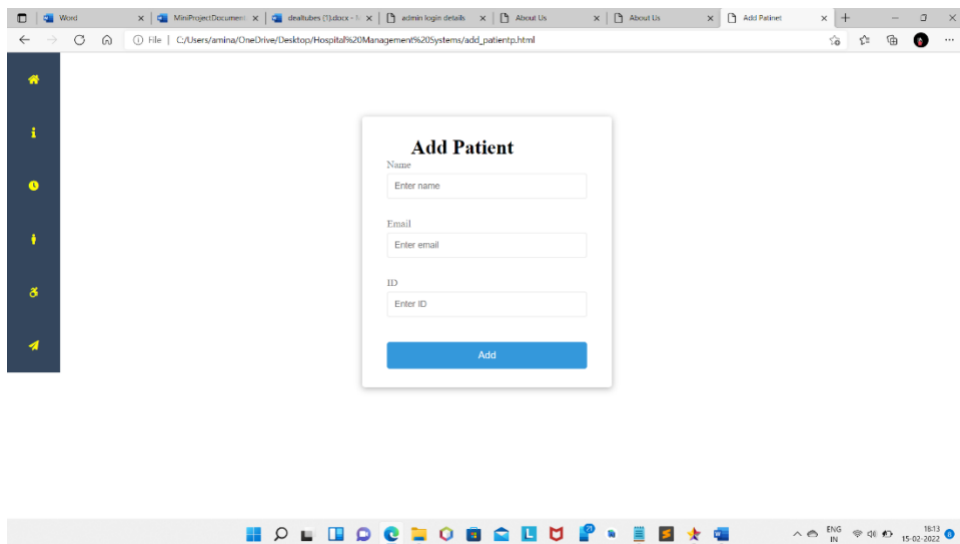 Word
MiniProjectDocument
dealtubes (1).docx -
admin login details
About Us
About Us
Add Patinet
File | C:/Users/amina/OneDrive/Desktop/Hospital%20Management%20Systems/add_patientp.html
Add Patient
Name
Enter name
Email
Enter email
ID
Enter ID
Add
ENG
IN
18:13
15-02-2022